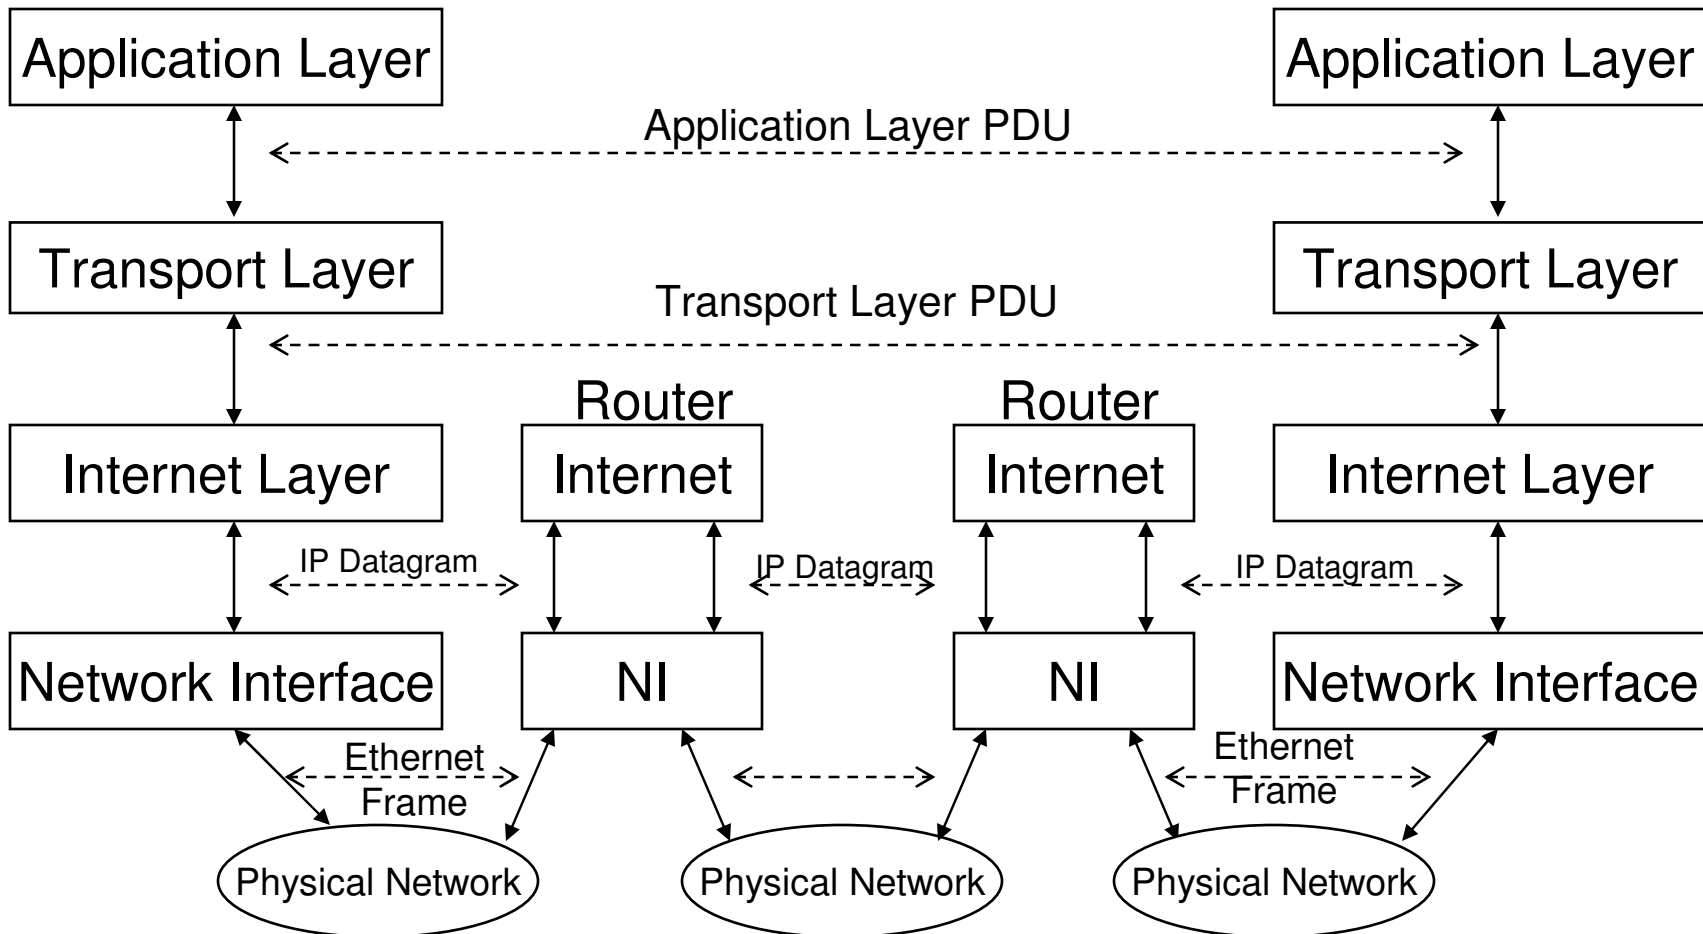 Application Layer
Application Layer
Application Layer PDU
Transport Layer
Transport Layer
Transport Layer PDU
Router
Router
Internet Layer
Internet
Internet
Internet Layer
IP Datagram
IP Datagram
IP Datagram
Network Interface
NI
NI
Network Interface
Ethernet
Frame
Ethernet
Frame
Physical Network
Physical Network
Physical Network